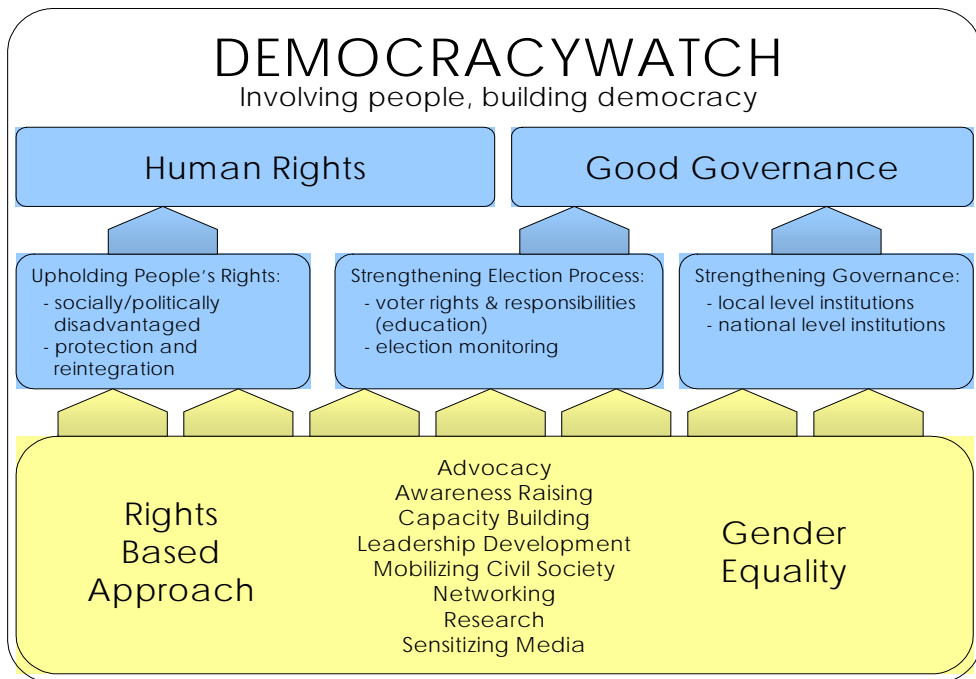 DEMOCRACYWATCH
Involving people, building democracy
Human Rights
Good Governance
Upholding People's Rights:
- socially/politically
disadvantaged
- protection and
reintegration
Strengthening Election Process:
- voter rights & responsibilities
(education)
- election monitoring
Strengthening Governance:
- local level institutions
- national level institutions
Rights
Based
Approach
Advocacy
Awareness Raising
Capacity Building
Leadership Development
Mobilizing Civil Society
Networking
Research
Sensitizing Media
Gender
Equality